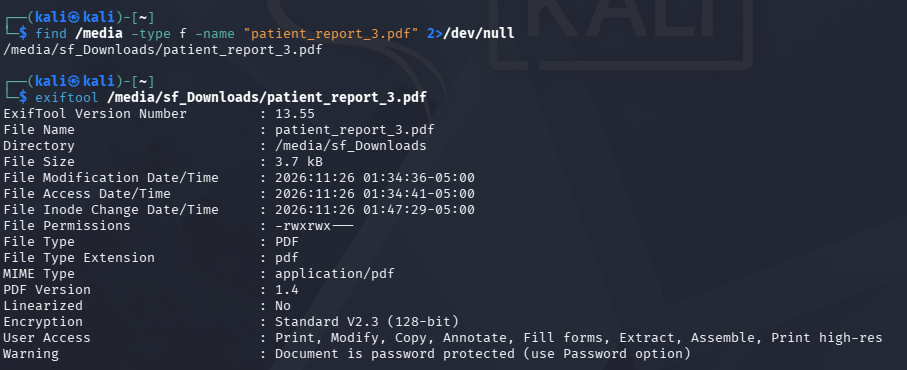 ┌──(kali㉿kali)-[~]
└─$ find /media -type f -name "patient_report_3.pdf" 2>/dev/null
/media/sf_Downloads/patient_report_3.pdf
┌──(kali㉿kali)-[~]
└─$ exiftool /media/sf_Downloads/patient_report_3.pdf
ExifTool Version Number         : 13.55
File Name                       : patient_report_3.pdf
Directory                       : /media/sf_Downloads
File Size                       : 3.7 kB
File Modification Date/Time     : 2026:11:26 01:34:36-05:00
File Access Date/Time           : 2026:11:26 01:34:41-05:00
File Inode Change Date/Time     : 2026:11:26 01:47:29-05:00
File Permissions                : -rwxrwx---
File Type                       : PDF
File Type Extension             : pdf
MIME Type                       : application/pdf
PDF Version                     : 1.4
Linearized                      : No
Encryption                      : Standard V2.3 (128-bit)
User Access                     : Print, Modify, Copy, Annotate, Fill forms, Extract, Assemble, Print high-res
Warning                         : Document is password protected (use Password option)
KALI